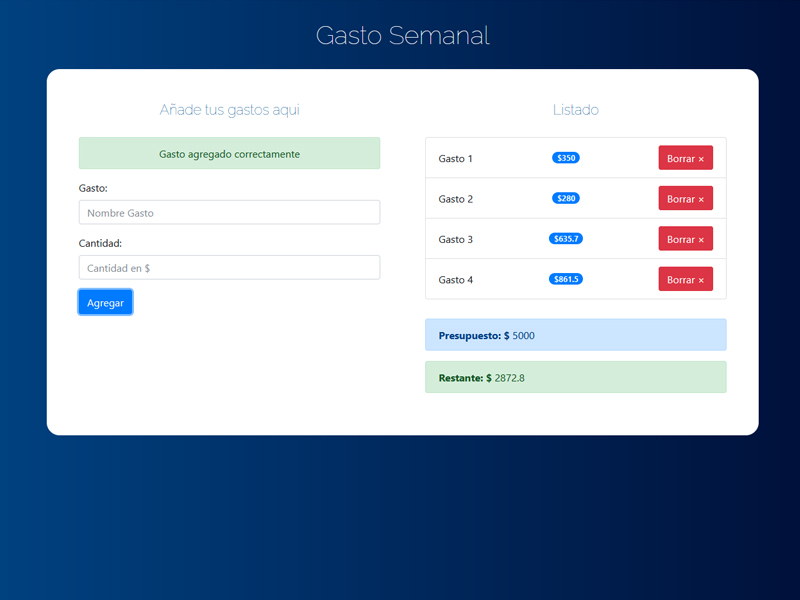 Gasto Semanal
Añade tus gastos aqui
Gasto agregado correctamente
Gasto:
Nombre Gasto
Cantidad:
Cantidad en $
Agregar
Listado
Gasto 1 $350 Borrar ×
Gasto 2 $280 Borrar ×
Gasto 3 $635.7 Borrar ×
Gasto 4 $861.5 Borrar ×
Presupuesto: $ 5000
Restante: $ 2872.8